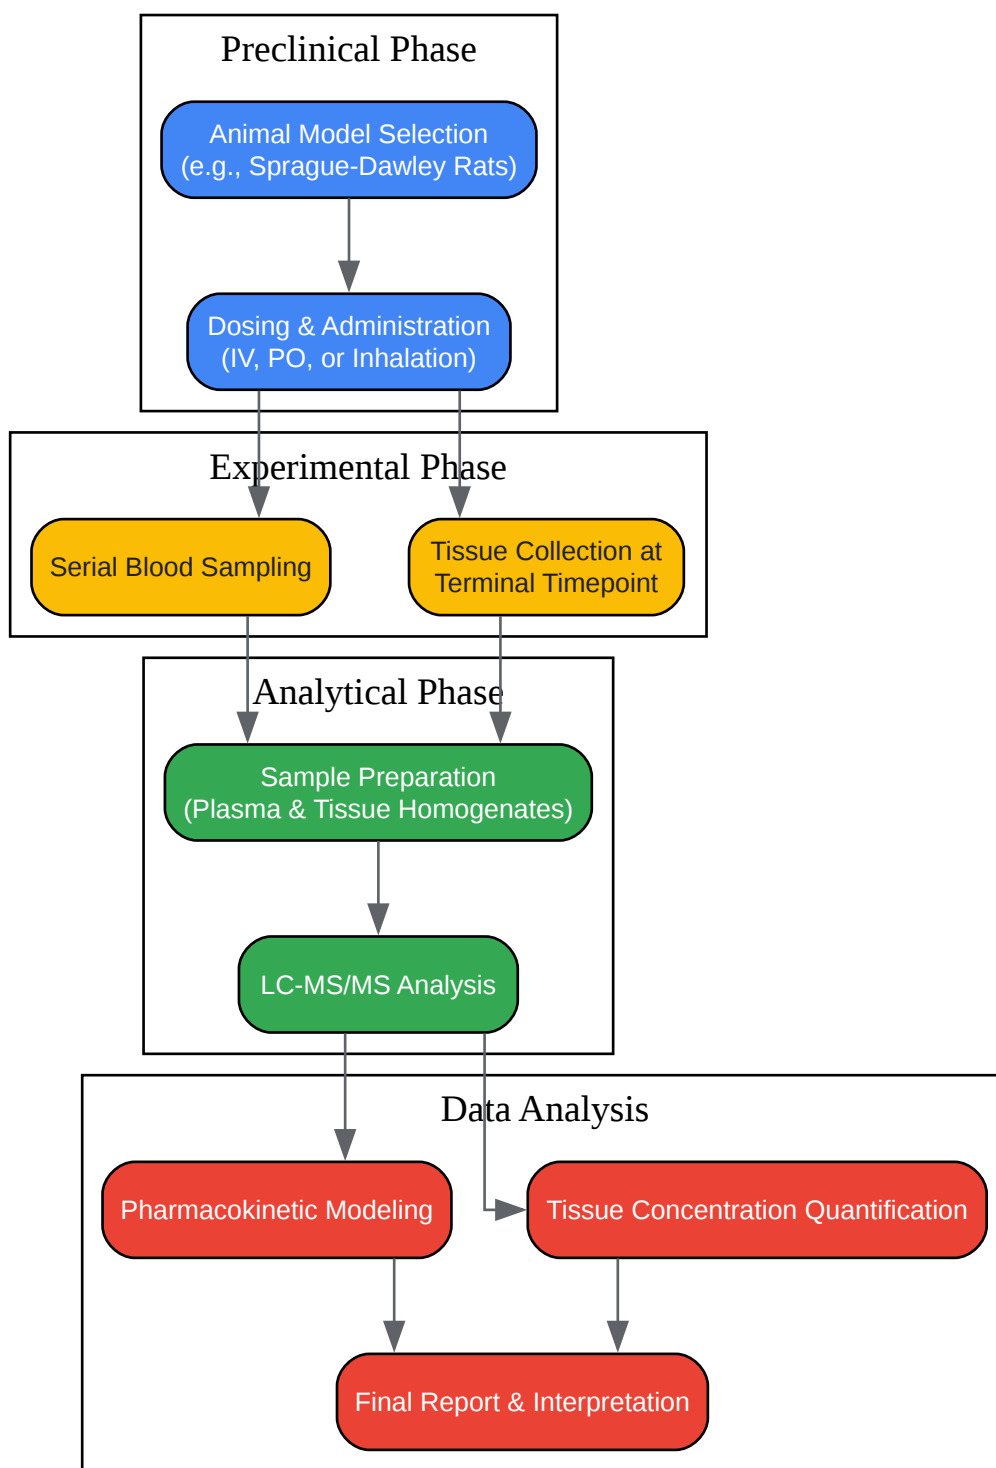 Preclinical Phase
Animal Model Selection
(e.g., Sprague-Dawley Rats)
Dosing & Administration
(IV, PO, or Inhalation)
Experimental Phase
Serial Blood Sampling
Tissue Collection at
Terminal Timepoint
Analytical Phase
Sample Preparation
(Plasma & Tissue Homogenates)
LC-MS/MS Analysis
Data Analysis
Pharmacokinetic Modeling
Tissue Concentration Quantification
Final Report & Interpretation